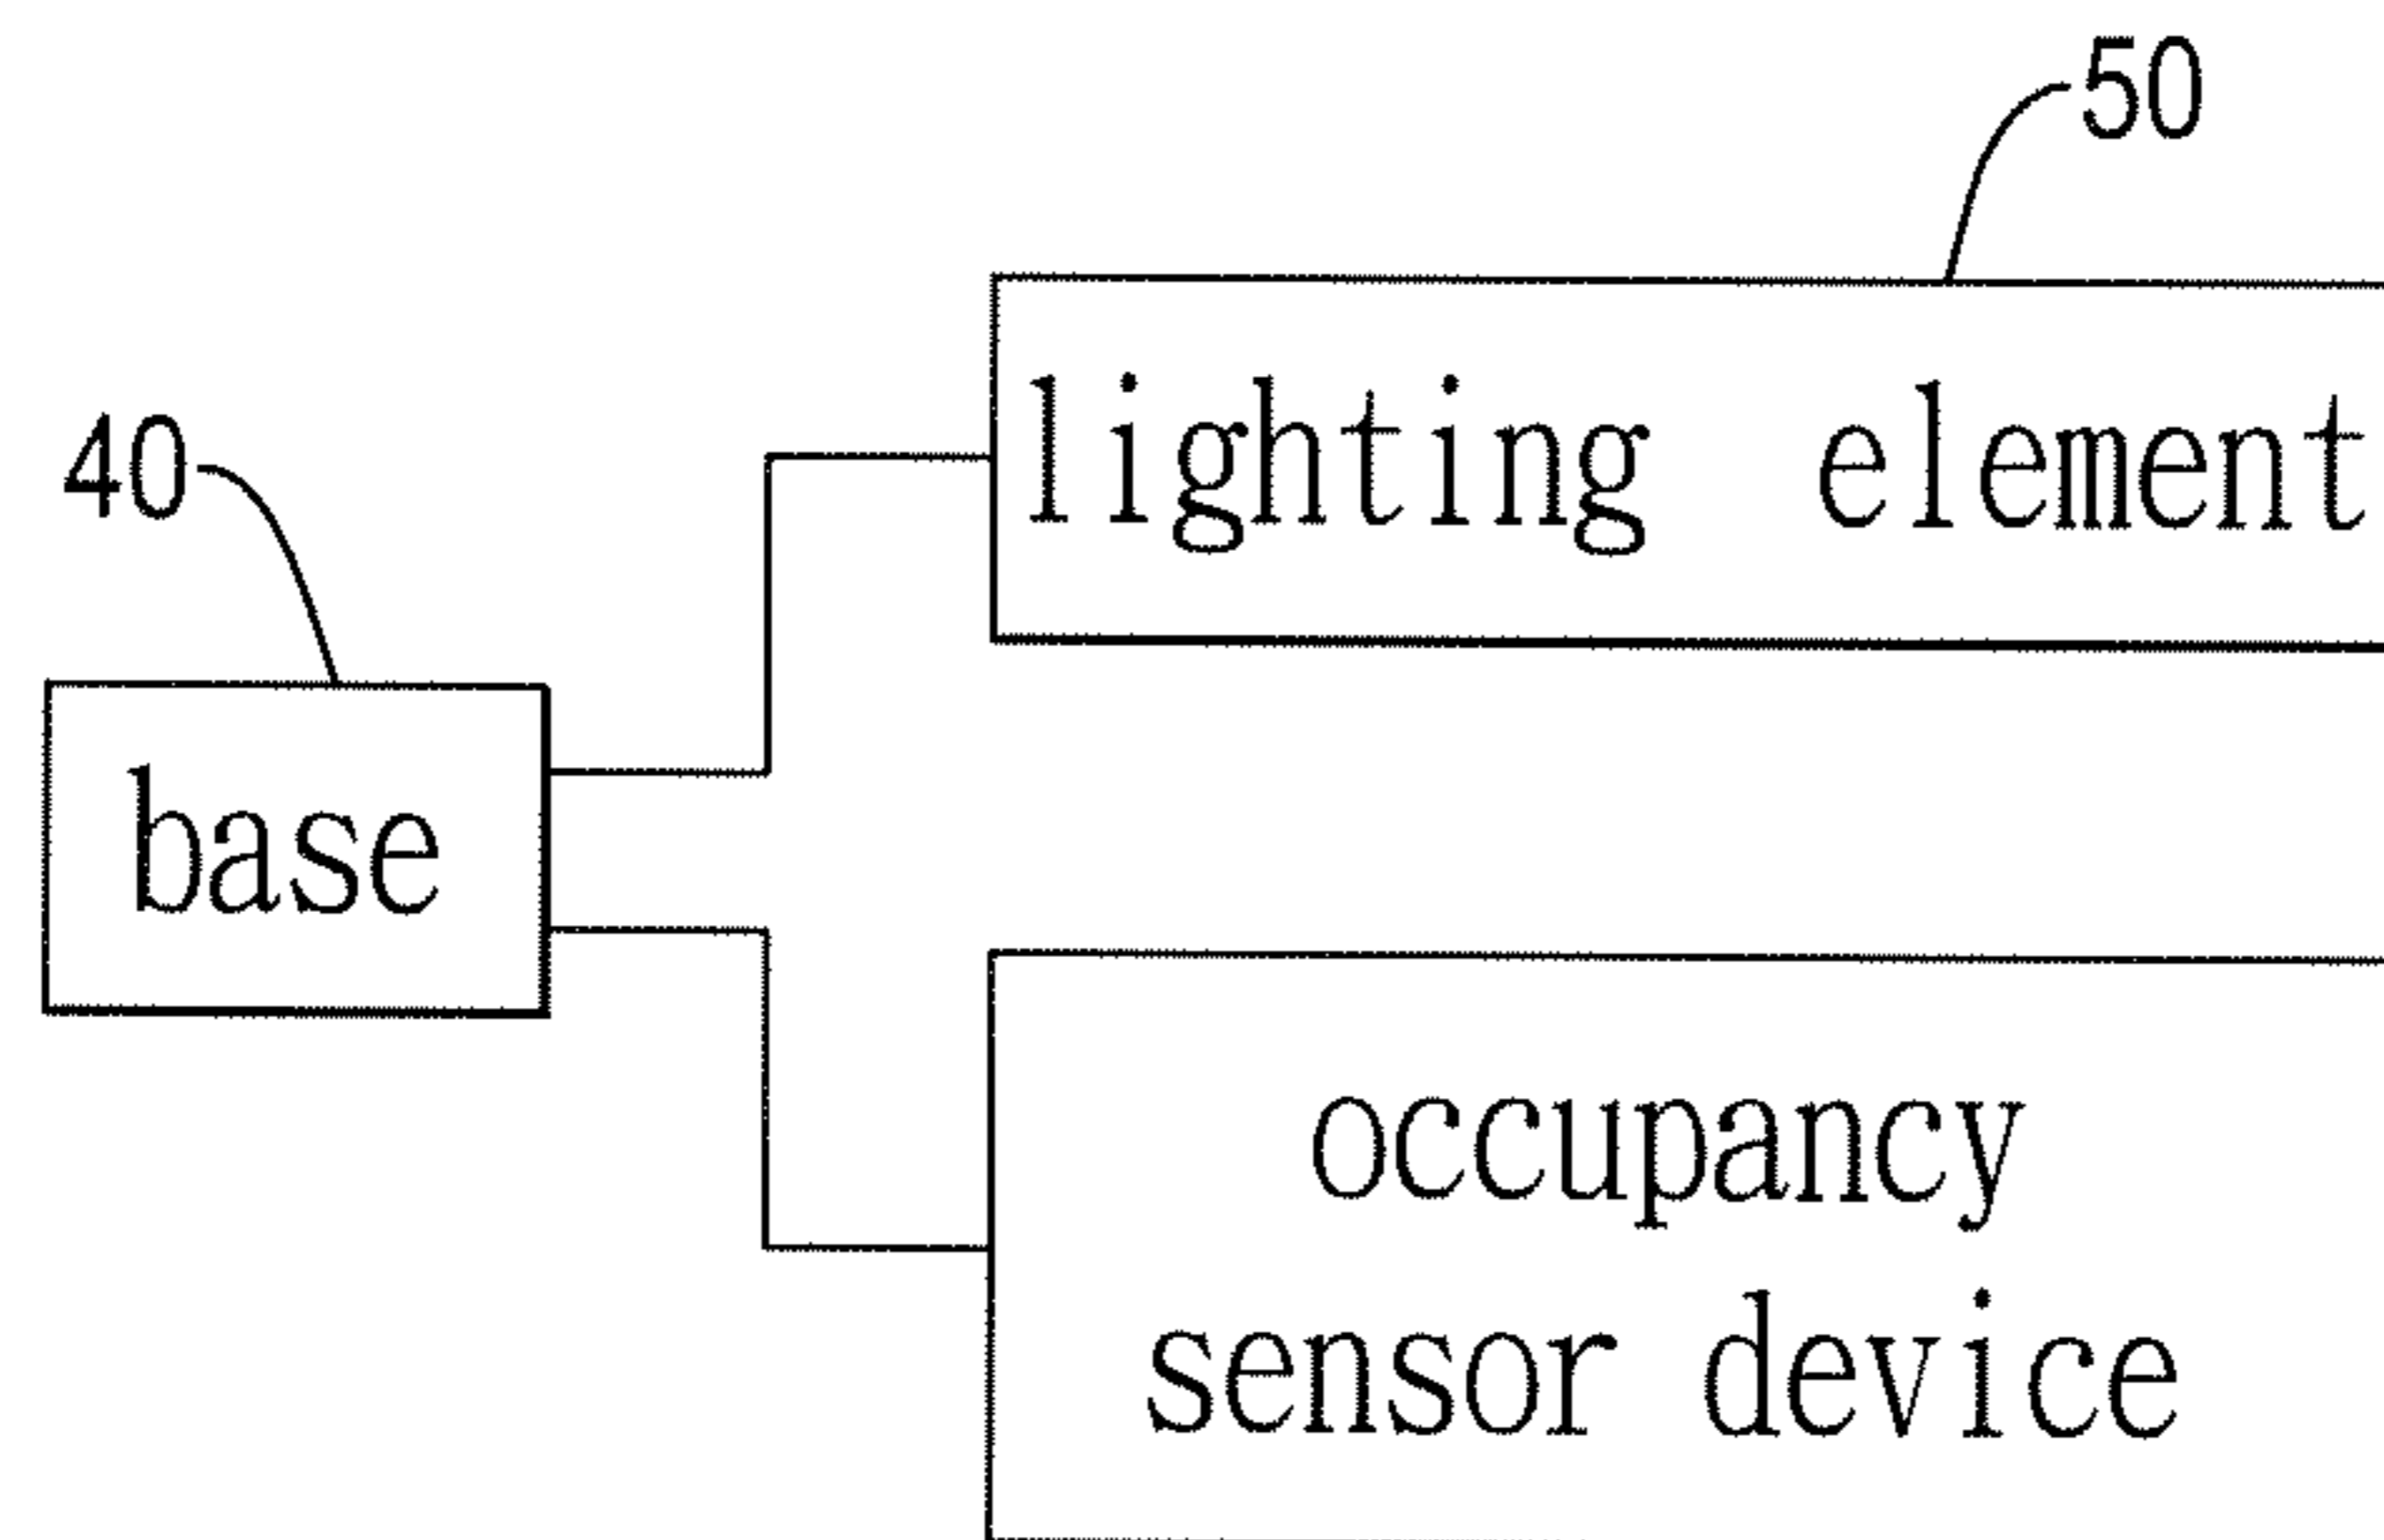 50
lighting element
40
base
occupancy
sensor device